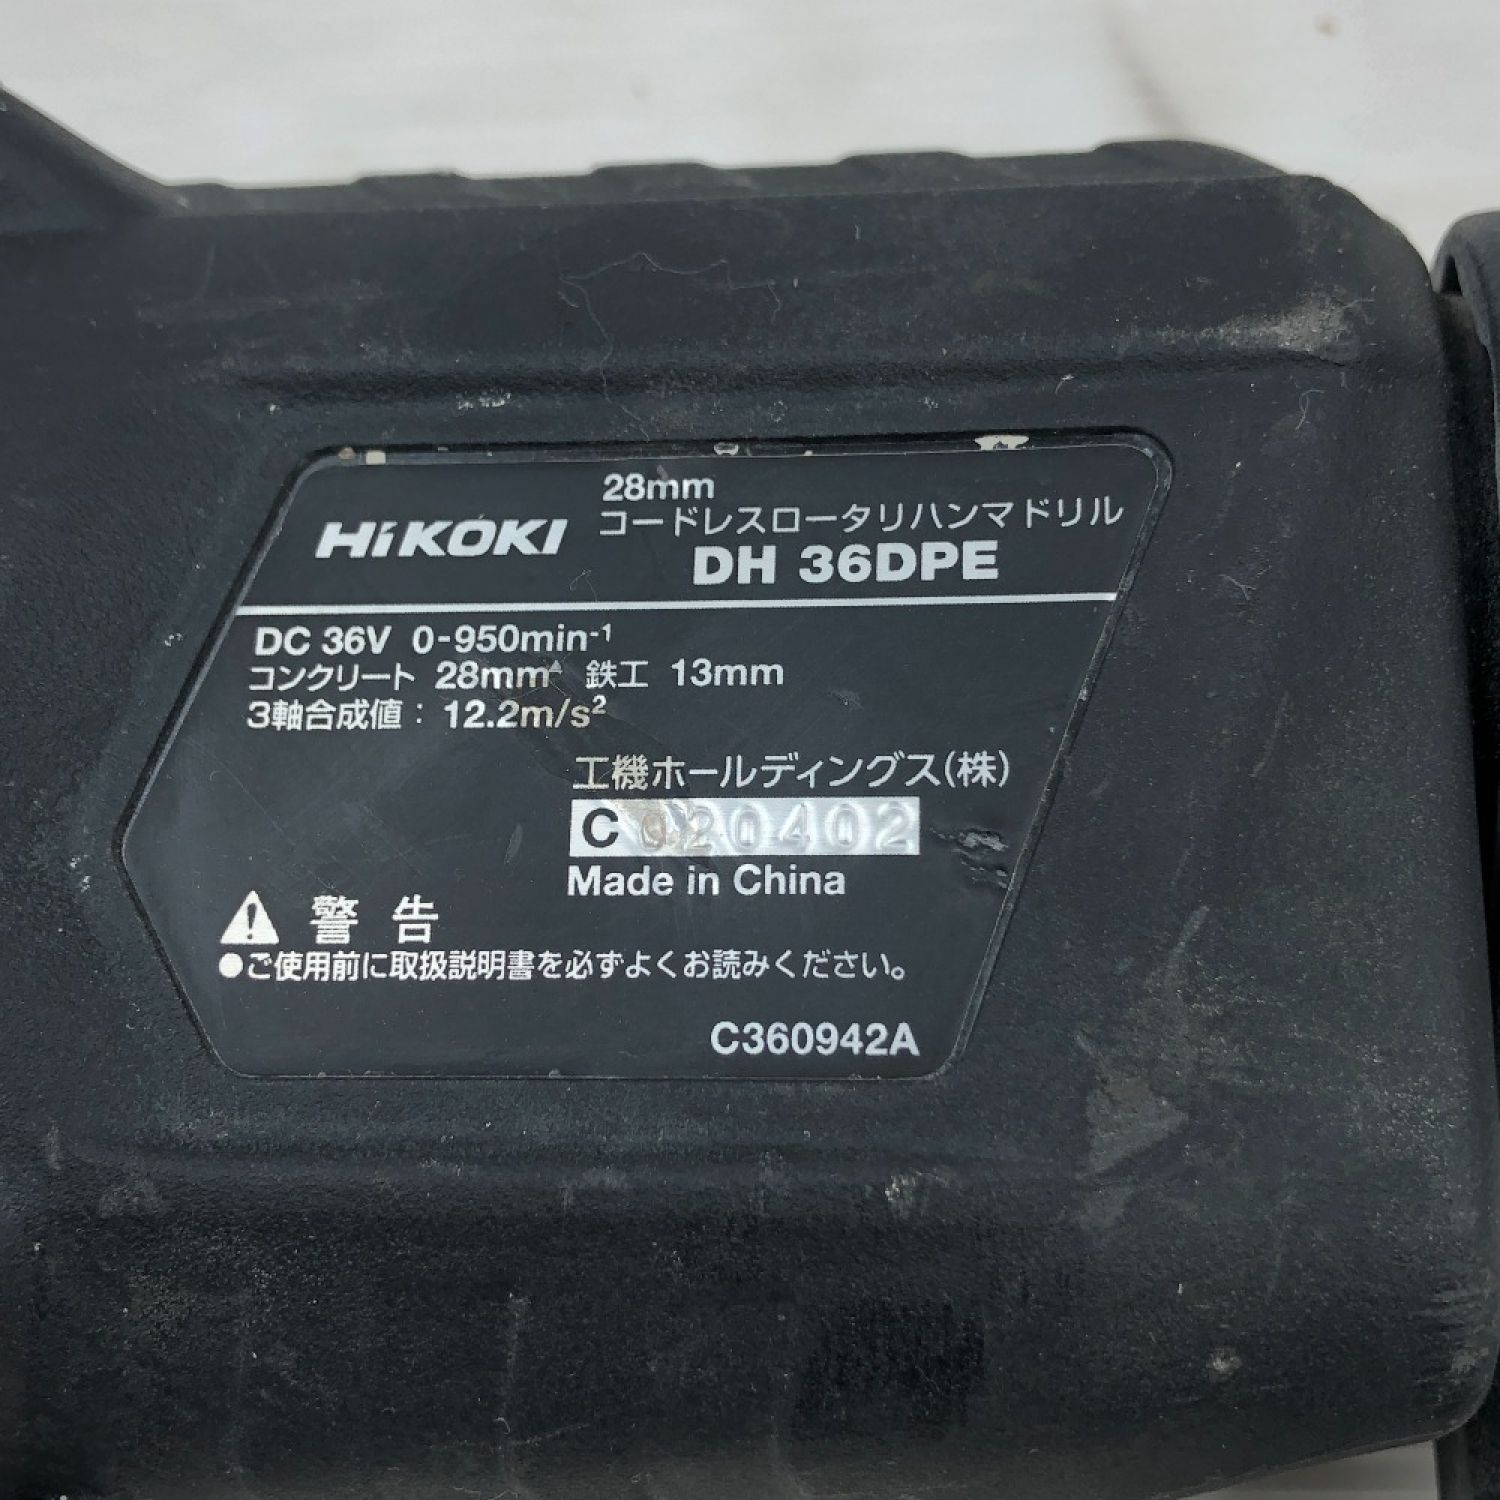 28mm
コードレスロータリハンマドリル
HiKOKI
DH 36DPE
DC 36V 0-950min⁻¹
コンクリート 28mm 鉄工 13mm
3軸合成値： 12.2m/s²
工機ホールディングス(株)
C 020402
Made in China
警告
●ご使用前に取扱説明書を必ずよくお読みください。
C360942A